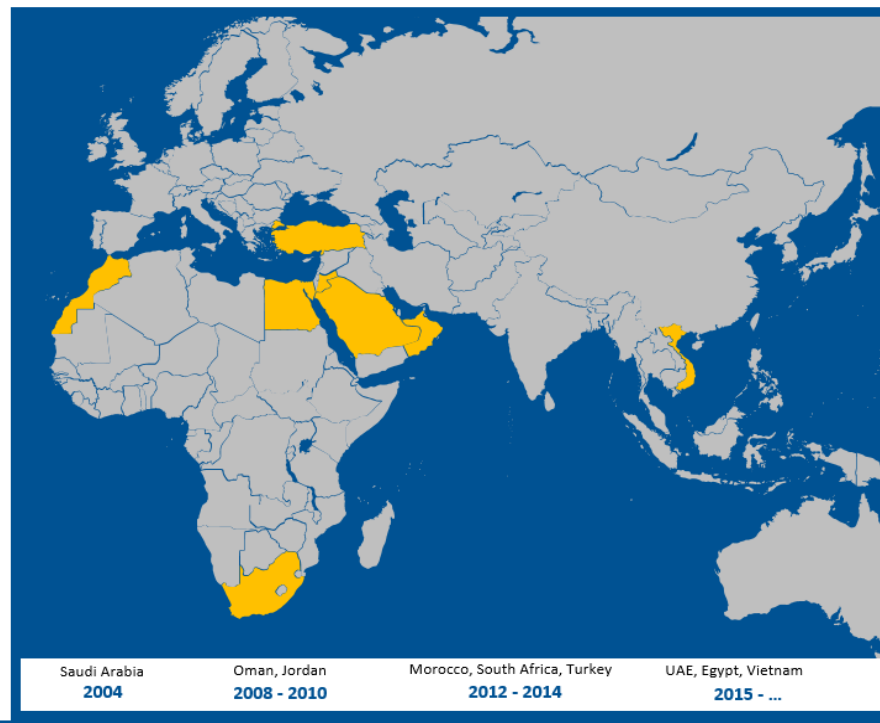 Saudi Arabia
2004
Oman, Jordan
2008 - 2010
Morocco, South Africa, Turkey
2012 - 2014
UAE, Egypt, Vietnam
2015 - ...